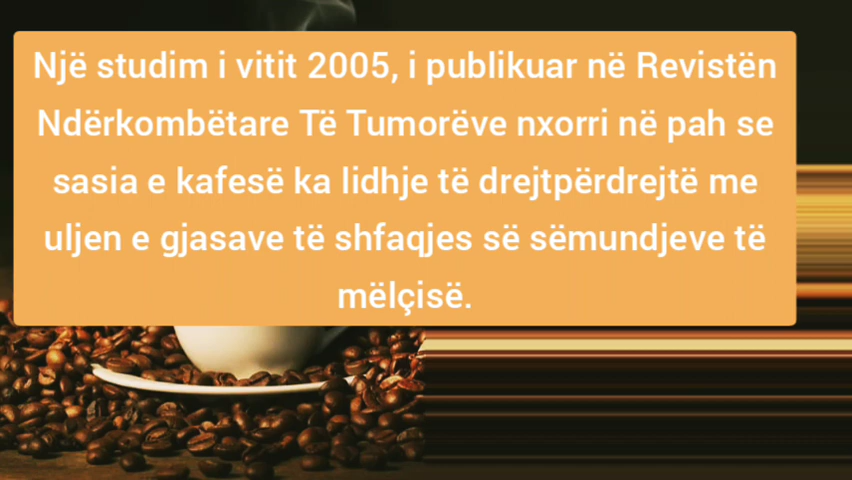 Një studim i vitit 2005, i publikuar në Revistën
Ndërkombëtare Të Tumorëve nxorri në pah se
sasia e kafesë ka lidhje të drejtpërdrejtë me
uljen e gjasave të shfaqjes së sëmundjeve të
mëlçisë.